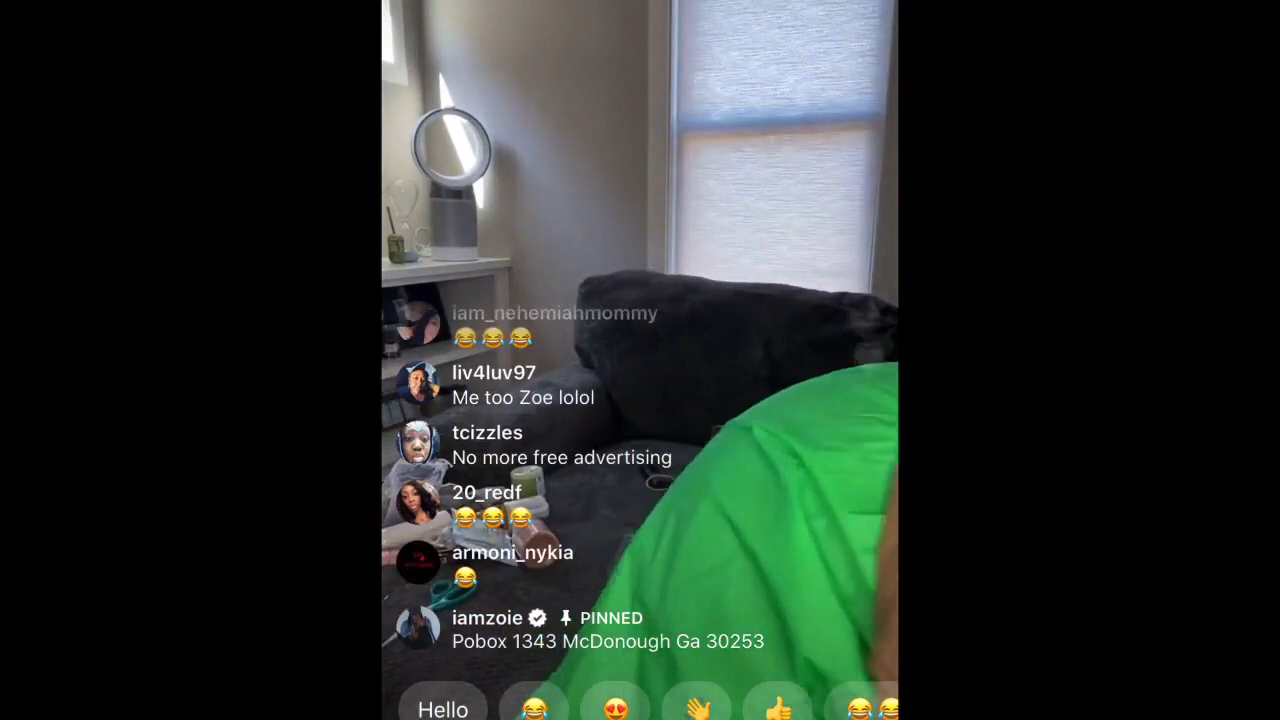 iam_nehemiahmommy
😂😂😂
liv4luv97
Me too Zoe lolol
tcizzles
No more free advertising
20_redf
😂😂😂
armoni_nykia
😂
iamzoie PINNED
Pobox 1343 McDonough Ga 30253
Hello 😂 😍 👋 👍 😂😂